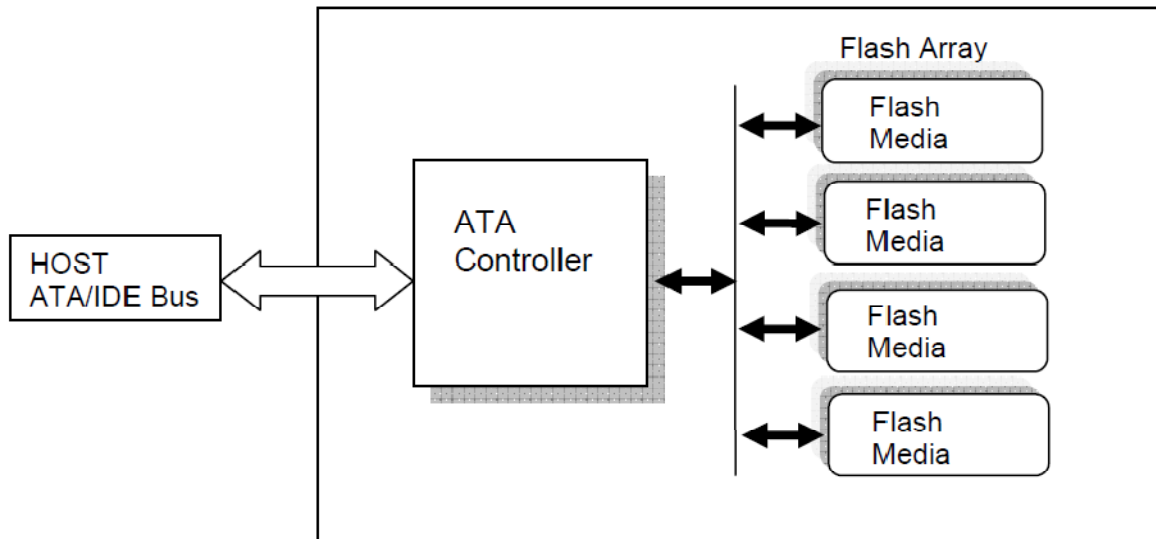 Flash Array
Flash
Media
Flash
Media
Flash
Media
Flash
Media
ATA
Controller
HOST
ATA/IDE Bus